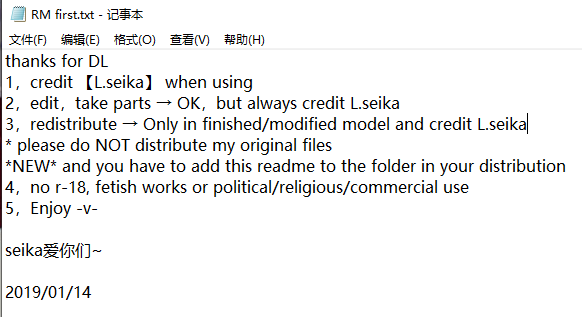 RM first.txt - 记事本
文件(F) 编辑(E) 格式(O) 查看(V) 帮助(H)
thanks for DL
1，credit 【L.seika】 when using
2，edit，take parts → OK，but always credit L.seika
3，redistribute → Only in finished/modified model and credit L.seika
* please do NOT distribute my original files
*NEW* and you have to add this readme to the folder in your distribution
4，no r-18, fetish works or political/religious/commercial use
5，Enjoy -v-
seika爱你们~
2019/01/14